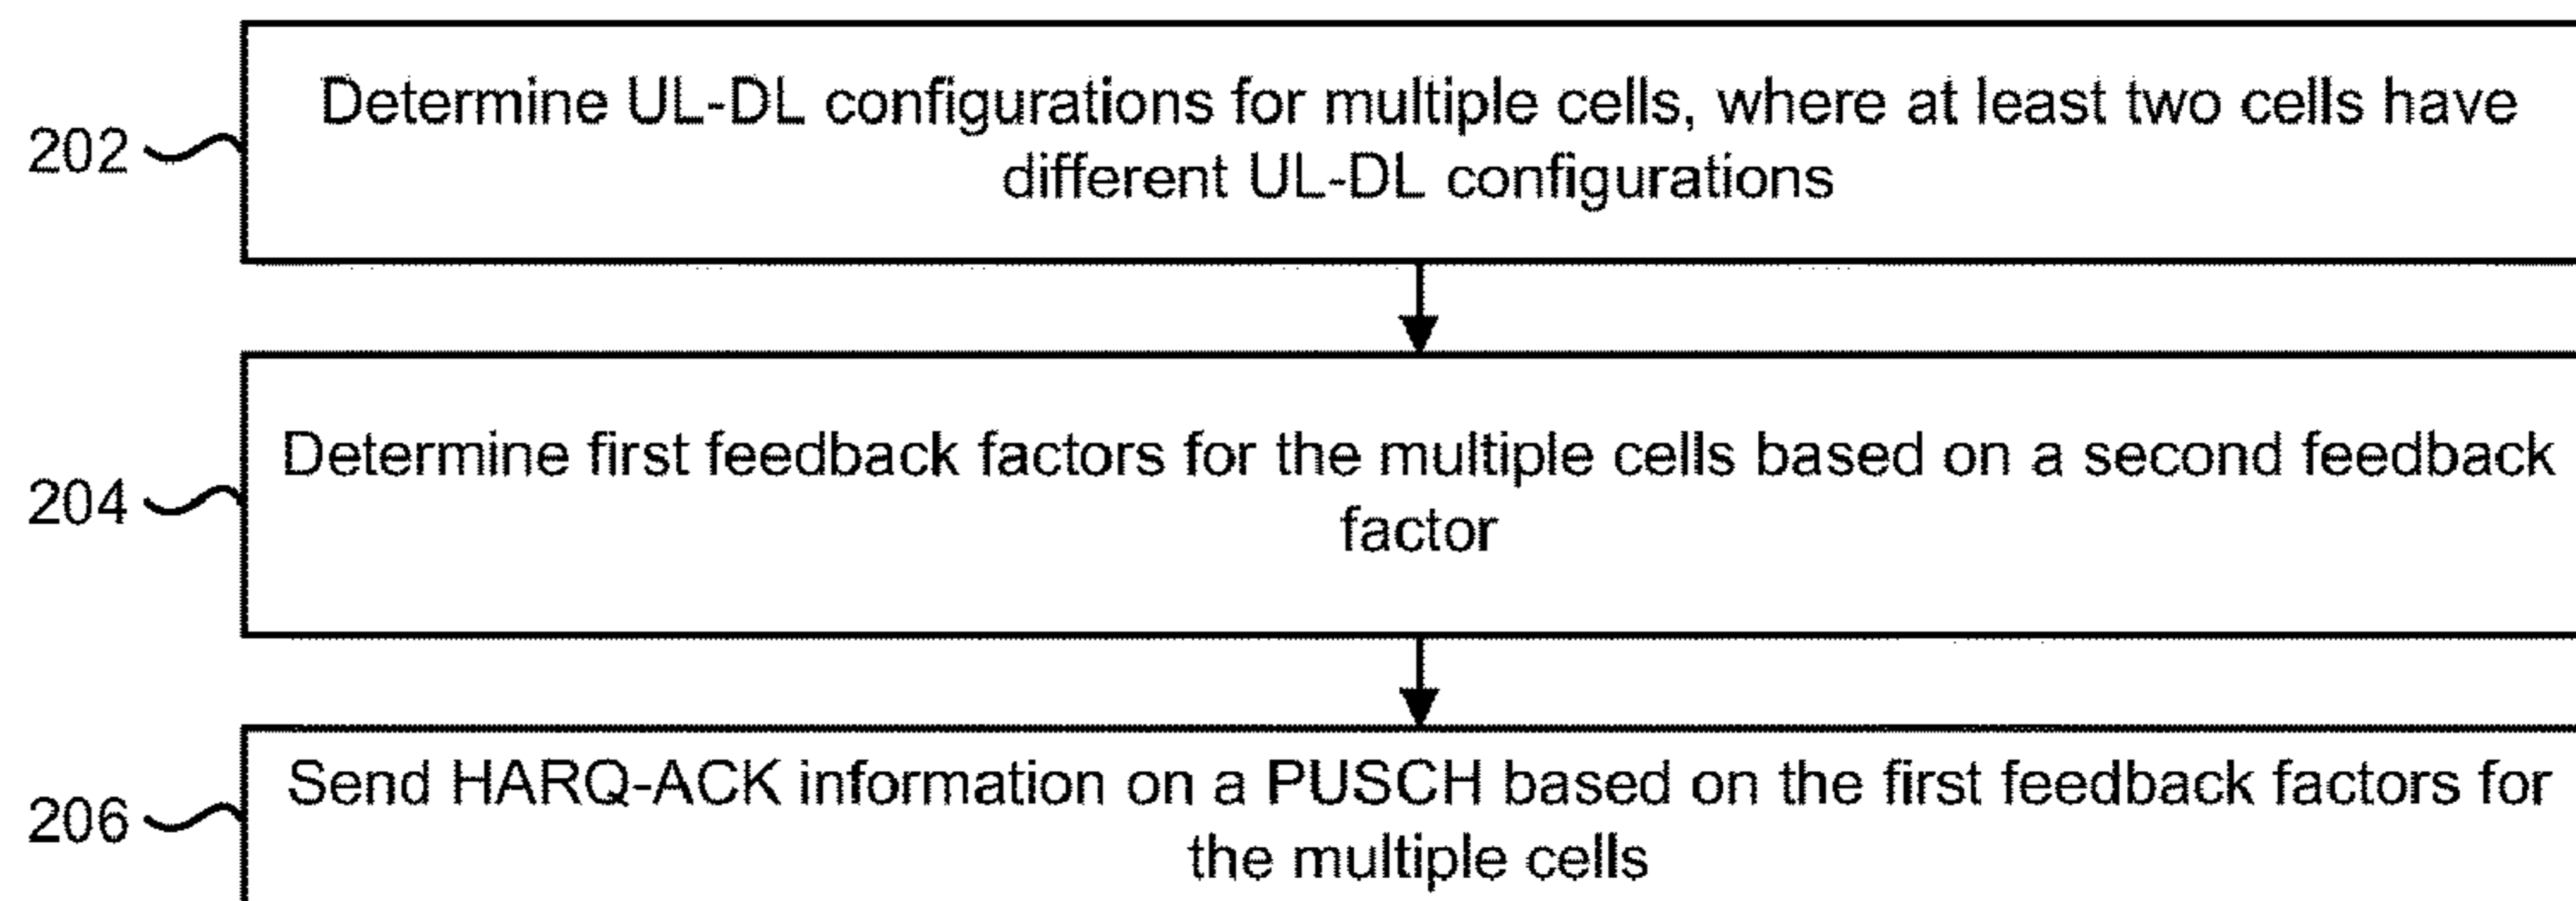 Determine UL-DL configurations for multiple cells, where at least two cells have
202
different UL-DL configurations
Determine first feedback factors for the multiple cells based on a second feedback
204
factor
Send HARQ-ACK information on a PUSCH based on the first feedback factors for
206
the multiple cells